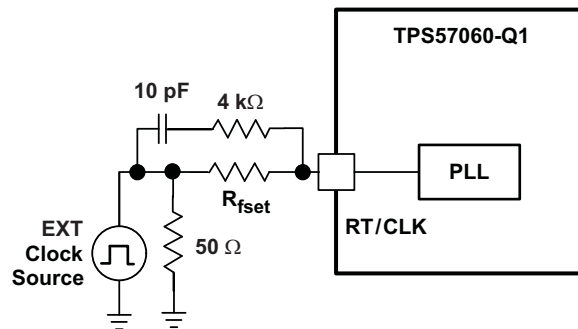 TPS57060-Q1
10 pF
4 kΩ
PLL
Rfset
RT/CLK
EXT
Clock
Source
50 Ω